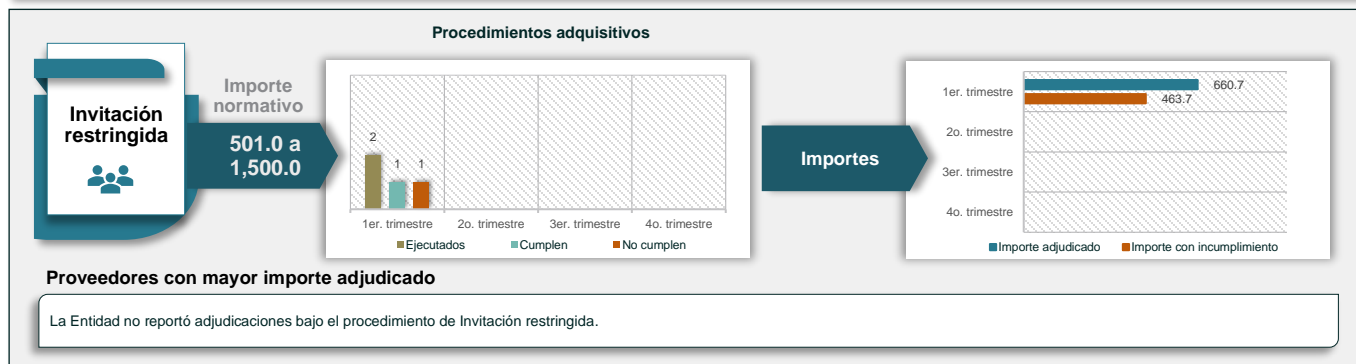 Procedimientos adquisitivos
Invitación
restringida
Importe
normativo
501.0 a
1,500.0
2
1
1
1er. trimestre
2o. trimestre
3er. trimestre
4o. trimestre
Ejecutados
Cumplen
No cumplen
Importes
1er. trimestre
660.7
463.7
2o. trimestre
3er. trimestre
4o. trimestre
Importe adjudicado
Importe con incumplimiento
Proveedores con mayor importe adjudicado
La Entidad no reportó adjudicaciones bajo el procedimiento de Invitación restringida.